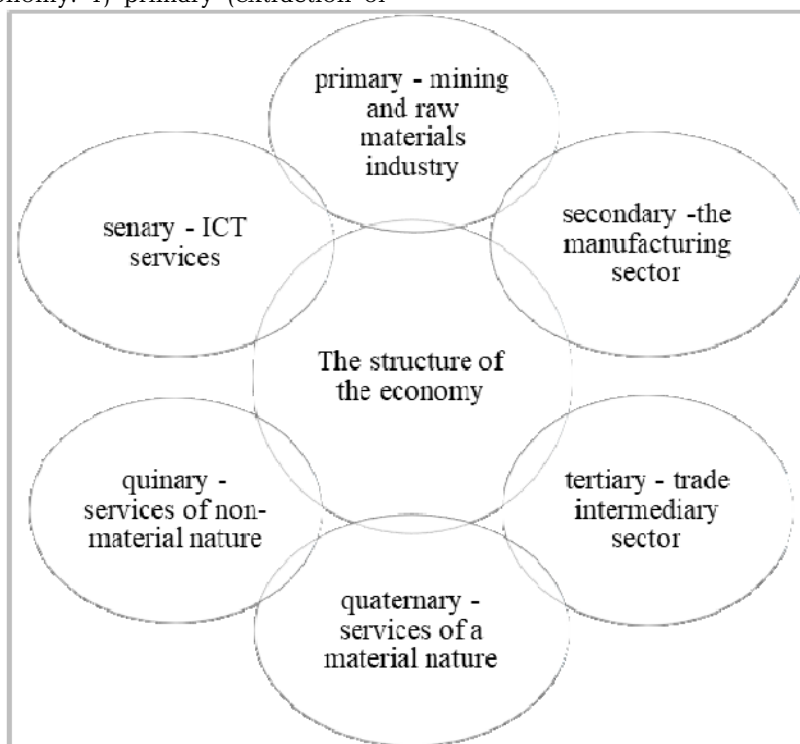 onomy. 1) primary (extraction of
primary - mining
and raw
materials
industry
secondary -the
manufacturing
sector
tertiary - trade
intermediary
sector
quaternary -
services of a
material nature
quinary -
services of non-
material nature
senary - ICT
services
The structure of
the economy